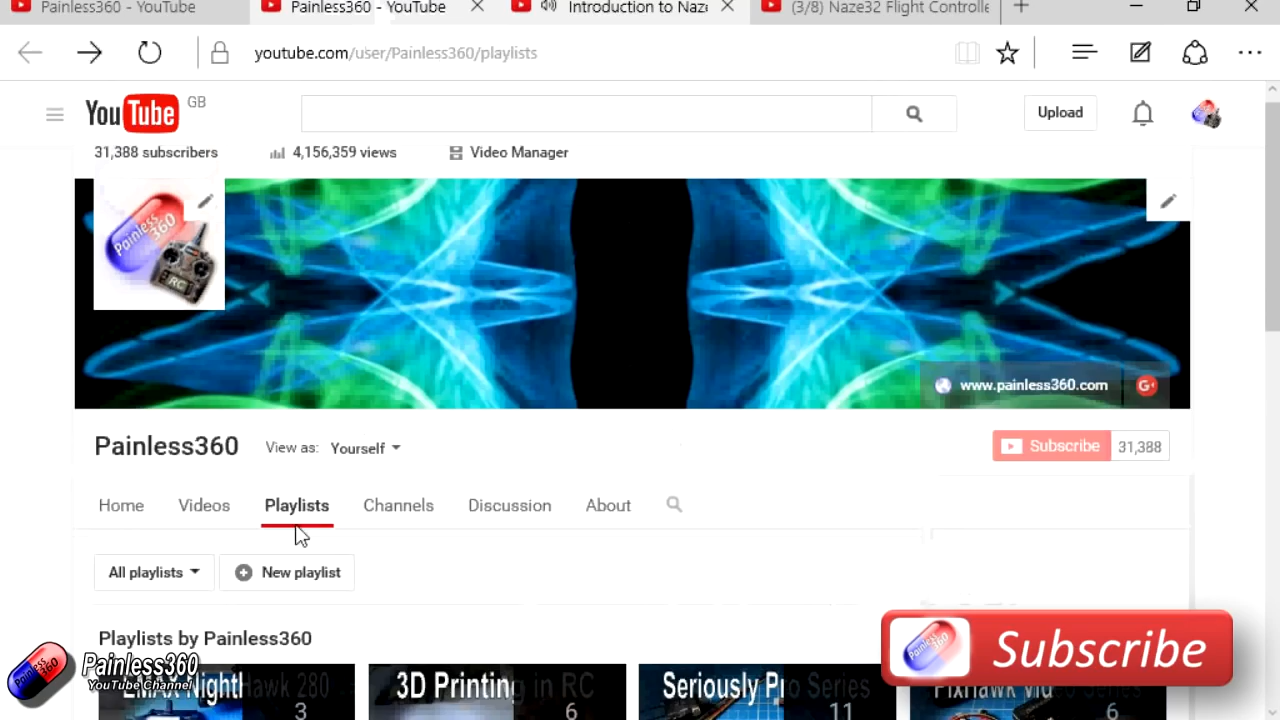 Painless360 - YouTube
Painless360 - YouTube
Introduction to Naze
(3/8) Naze32 Flight Controlle
youtube.com/user/Painless360/playlists
YouTube GB
Upload
31,388 subscribers
4,156,359 views
Video Manager
Painless360
RC
www.painless360.com
G+
Painless360
View as: Yourself
Subscribe 31,388
Home
Videos
Playlists
Channels
Discussion
About
All playlists
New playlist
Playlists by Painless360
Painless360
YouTube Channel
3
3D Printing in RC
6
Seriously Pro Series
11
6
Subscribe